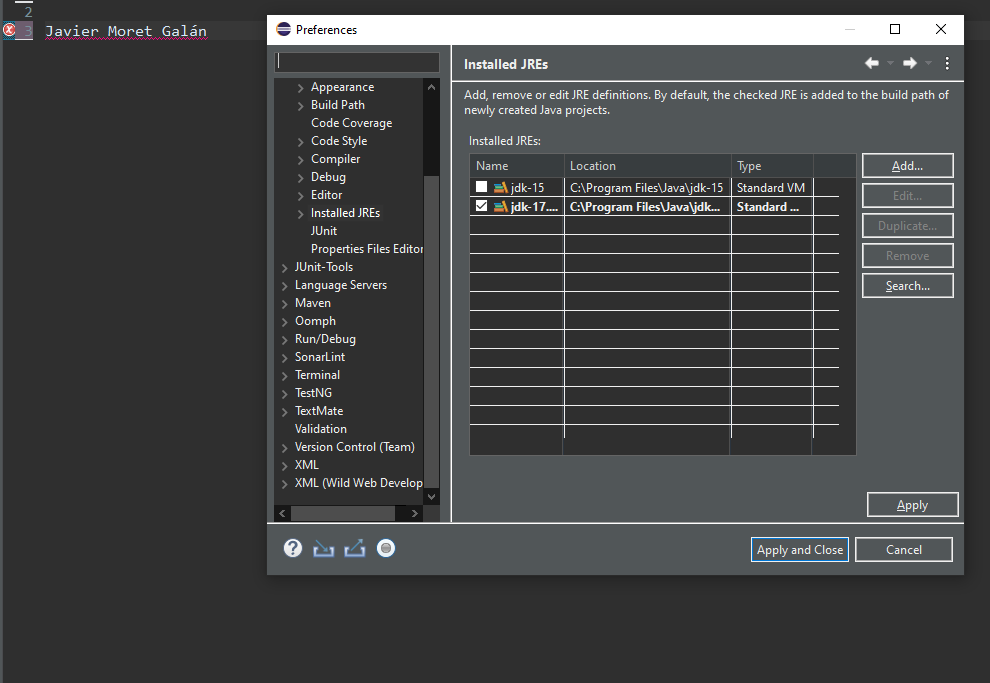 2
3 Javier Moret Galán
Preferences
Appearance
Build Path
Code Coverage
Code Style
Compiler
Debug
Editor
Installed JREs
JUnit
Properties Files Editor
JUnit-Tools
Language Servers
Maven
Oomph
Run/Debug
SonarLint
Terminal
TestNG
TextMate
Validation
Version Control (Team)
XML
XML (Wild Web Develop
Installed JREs
Add, remove or edit JRE definitions. By default, the checked JRE is added to the build path of
newly created Java projects.
Installed JREs:
Name Location Type
jdk-15 C:\Program Files\Java\jdk-15 Standard VM
jdk-17.... C:\Program Files\Java\jdk... Standard ...
Add...
Edit...
Duplicate...
Remove
Search...
Apply
Apply and Close
Cancel